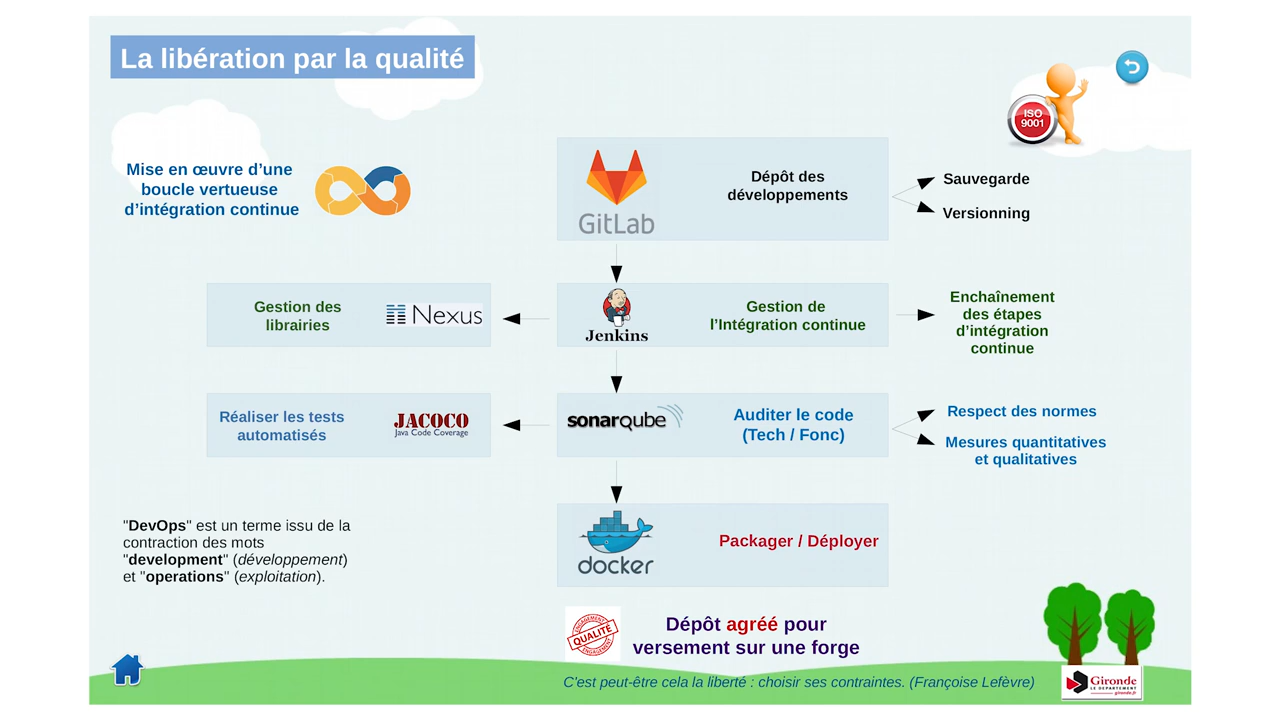 La libération par la qualité
ISO
9001
Mise en œuvre d’une
boucle vertueuse
d’intégration continue
GitLab
Dépôt des
développements
Sauvegarde
Versionning
Gestion des
librairies
Nexus
Jenkins
Gestion de
l’Intégration continue
Enchaînement
des étapes
d’intégration
continue
Réaliser les tests
automatisés
JACOCO
Java Code Coverage
sonarqube
Auditer le code
(Tech / Fonc)
Respect des normes
Mesures quantitatives
et qualitatives
"DevOps" est un terme issu de la
contraction des mots
"development" (développement)
et "operations" (exploitation).
docker
Packager / Déployer
ENGAGEMENT
QUALITÉ
ENGAGEMENT
Dépôt agréé pour
versement sur une forge
C'est peut-être cela la liberté : choisir ses contraintes. (Françoise Lefèvre)
Gironde
LE DEPARTEMENT
gironde.fr